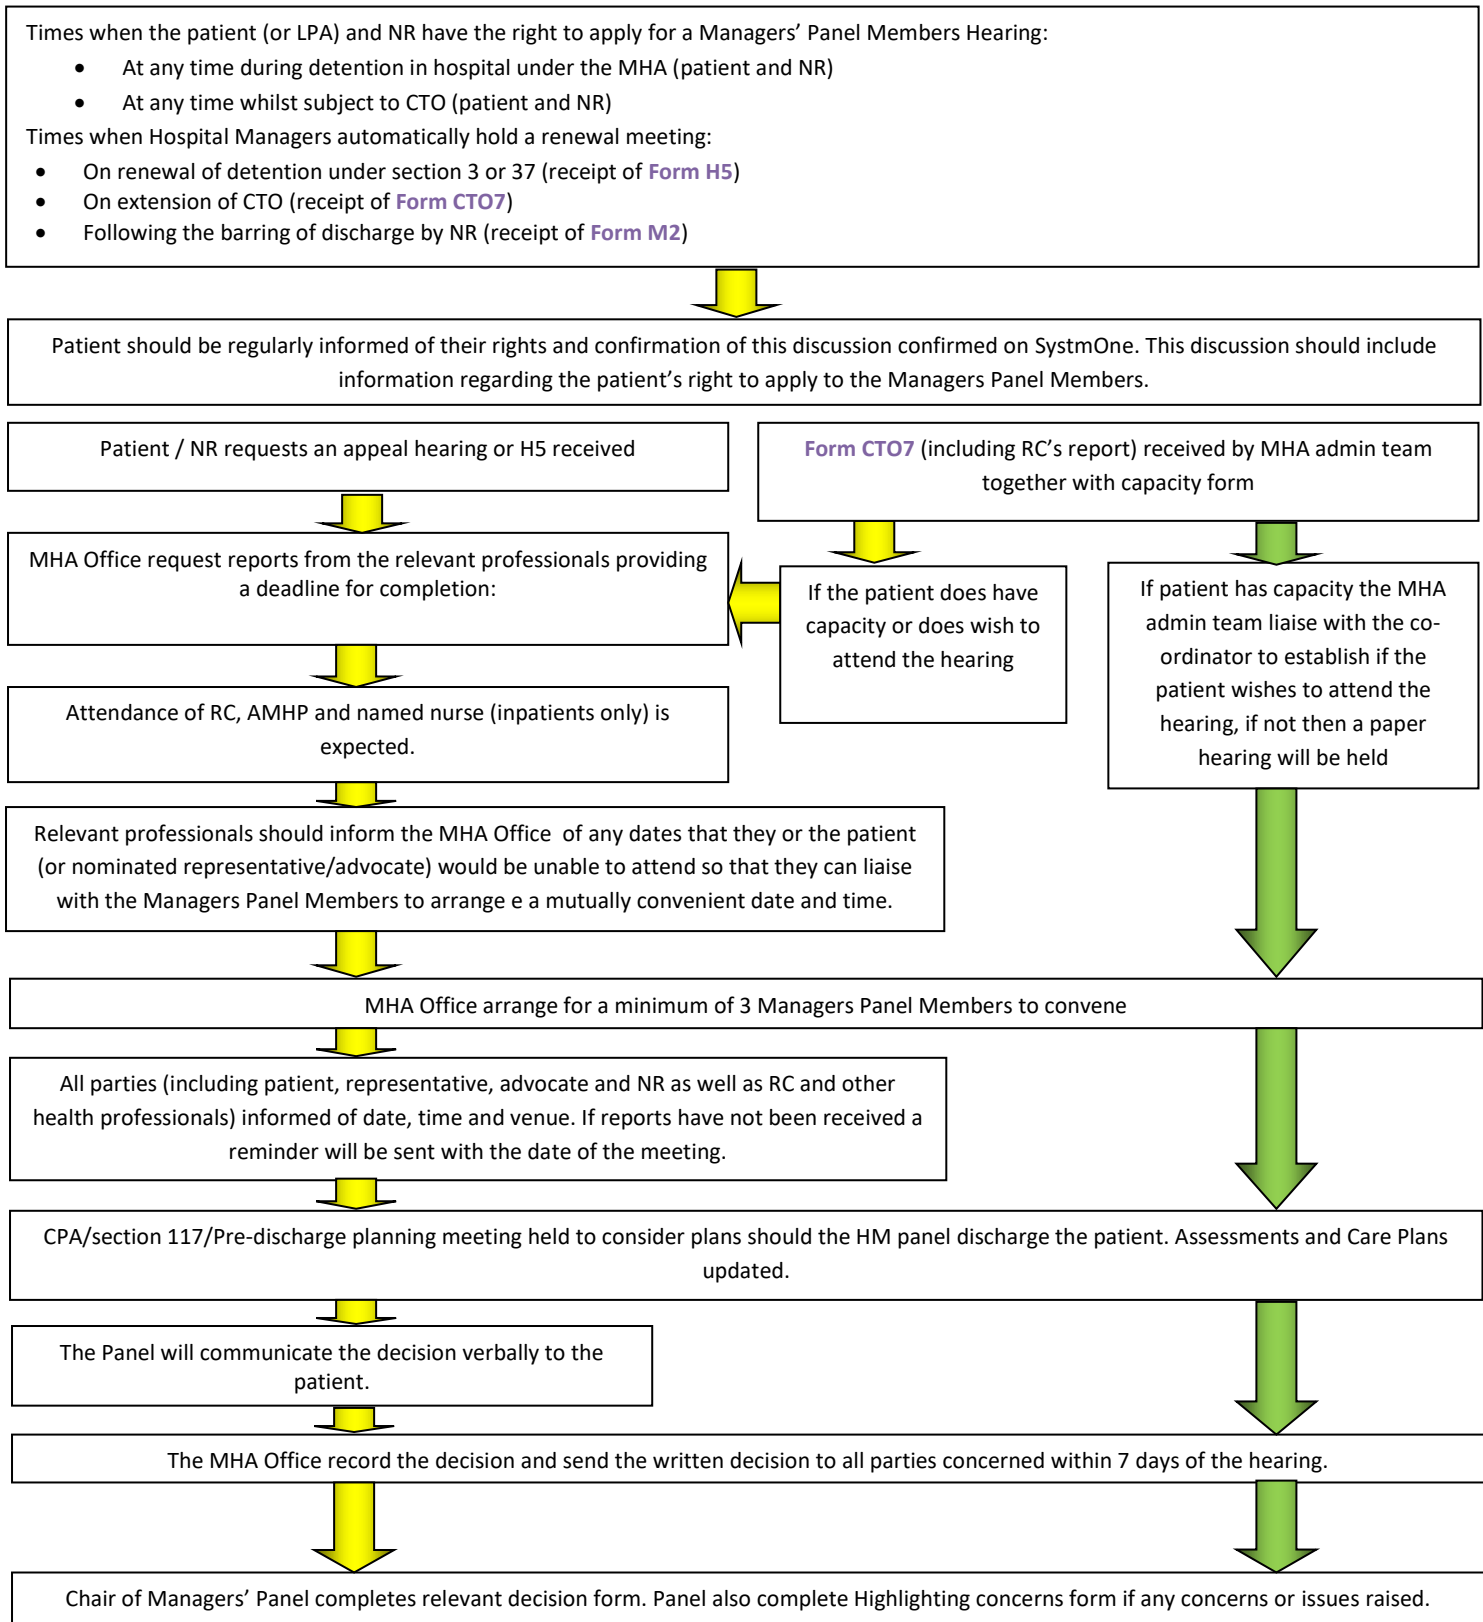 Times when the patient (or LPA) and NR have the right to apply for a Managers’ Panel Members Hearing:
• At any time during detention in hospital under the MHA (patient and NR)
• At any time whilst subject to CTO (patient and NR)
Times when Hospital Managers automatically hold a renewal meeting:
• On renewal of detention under section 3 or 37 (receipt of Form H5)
• On extension of CTO (receipt of Form CTO7)
• Following the barring of discharge by NR (receipt of Form M2)
Patient should be regularly informed of their rights and confirmation of this discussion confirmed on SystmOne. This discussion should include
information regarding the patient’s right to apply to the Managers Panel Members.
Patient / NR requests an appeal hearing or H5 received
Form CTO7 (including RC’s report) received by MHA admin team
together with capacity form
MHA Office request reports from the relevant professionals providing
a deadline for completion:
If the patient does have
capacity or does wish to
attend the hearing
If patient has capacity the MHA
admin team liaise with the co-
ordinator to establish if the
patient wishes to attend the
hearing, if not then a paper
hearing will be held
Attendance of RC, AMHP and named nurse (inpatients only) is
expected.
Relevant professionals should inform the MHA Office of any dates that they or the patient
(or nominated representative/advocate) would be unable to attend so that they can liaise
with the Managers Panel Members to arrange e a mutually convenient date and time.
MHA Office arrange for a minimum of 3 Managers Panel Members to convene
All parties (including patient, representative, advocate and NR as well as RC and other
health professionals) informed of date, time and venue. If reports have not been received a
reminder will be sent with the date of the meeting.
CPA/section 117/Pre-discharge planning meeting held to consider plans should the HM panel discharge the patient. Assessments and Care Plans
updated.
The Panel will communicate the decision verbally to the
patient.
The MHA Office record the decision and send the written decision to all parties concerned within 7 days of the hearing.
Chair of Managers’ Panel completes relevant decision form. Panel also complete Highlighting concerns form if any concerns or issues raised.